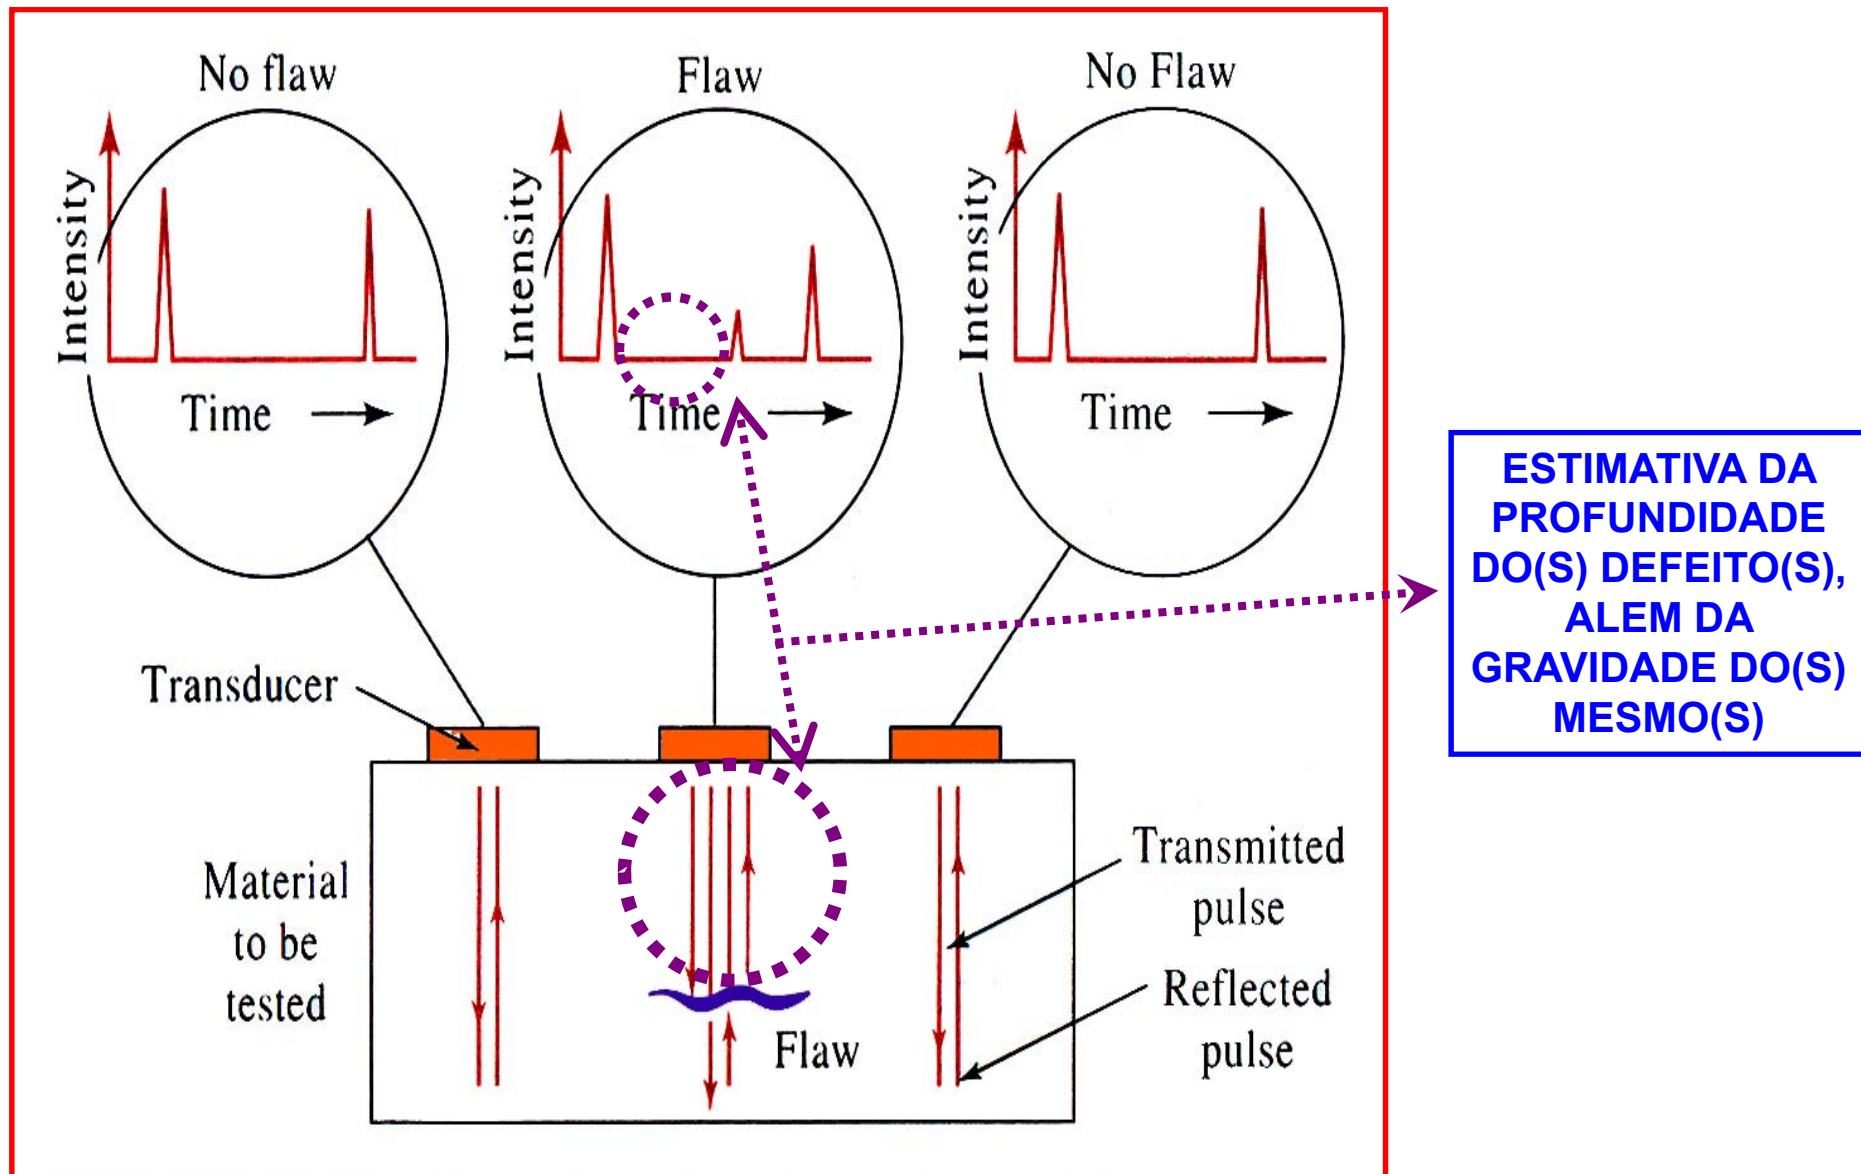 No flaw
Flaw
No Flaw
Intensity
Intensity
Intensity
Time
Time
Time
ESTIMATIVA DA
PROFUNDIDADE
DO(S) DEFEITO(S),
ALEM DA
GRAVIDADE DO(S)
MESMO(S)
Transducer
Material
to be
tested
Flaw
Transmitted
pulse
Reflected
pulse